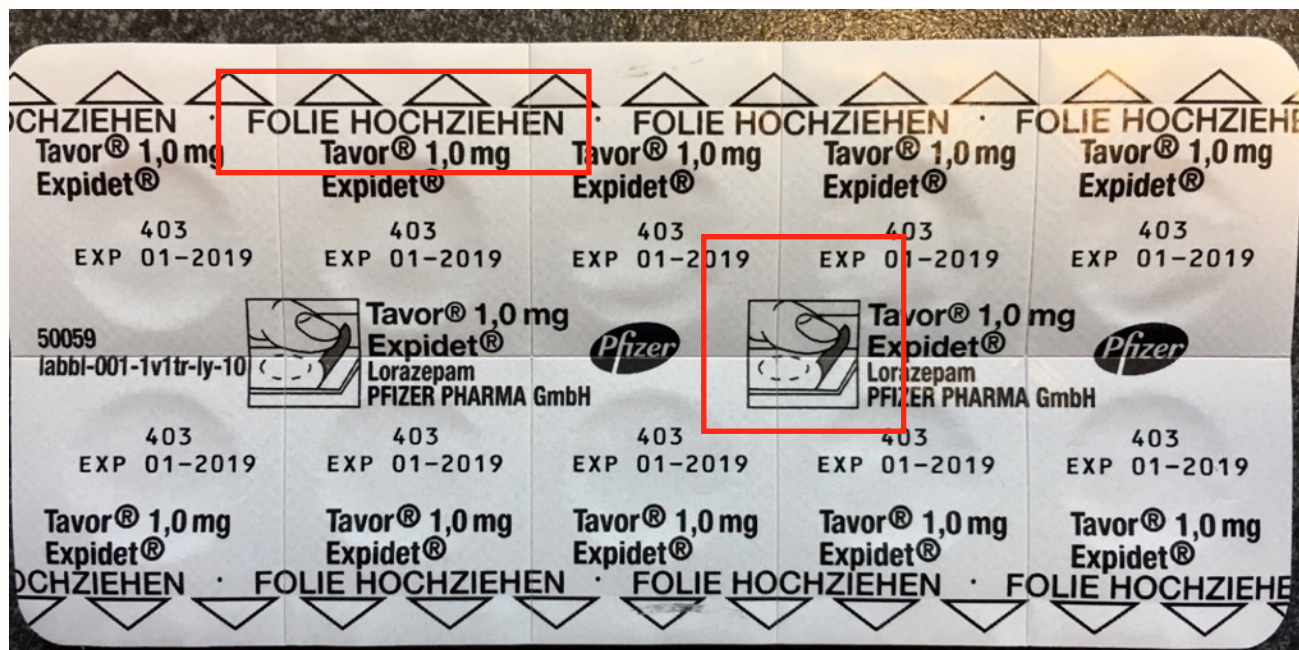 OCHZIEHEN · FOLIE HOCHZIEHEN · FOLIE HOCHZIEHEN · FOLIE HOCHZIEHE
Tavor® 1,0 mg Tavor® 1,0 mg Tavor® 1,0 mg Tavor® 1,0 mg Tavor® 1,0 mg
Expidet® Expidet® Expidet® Expidet® Expidet®
403 403 403 403 403
EXP 01-2019 EXP 01-2019 EXP 01-2019 EXP 01-2019 EXP 01-2019
50059
labbl-001-1v1tr-ly-10
Tavor® 1,0 mg
Expidet®
Lorazepam
PFIZER PHARMA GmbH
Pfizer
Tavor® 1,0 mg
Expidet®
Lorazepam
PFIZER PHARMA GmbH
Pfizer
403 403 403 403 403
EXP 01-2019 EXP 01-2019 EXP 01-2019 EXP 01-2019 EXP 01-2019
Tavor® 1,0 mg Tavor® 1,0 mg Tavor® 1,0 mg Tavor® 1,0 mg Tavor® 1,0 mg
Expidet® Expidet® Expidet® Expidet® Expidet®
OCHZIEHEN · FOLIE HOCHZIEHEN · FOLIE HOCHZIEHEN · FOLIE HOCHZIEHE